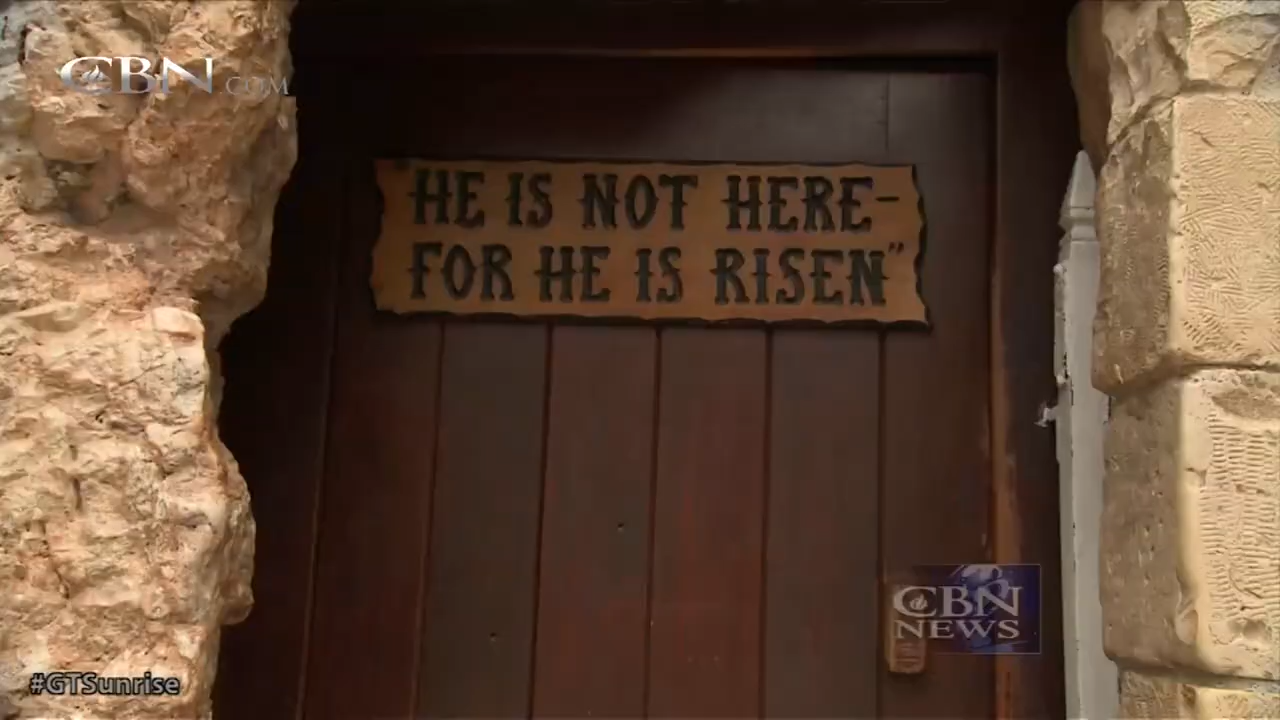 CBN.COM
"HE IS NOT HERE-
FOR HE IS RISEN"
CBN
NEWS
#GTSunrise